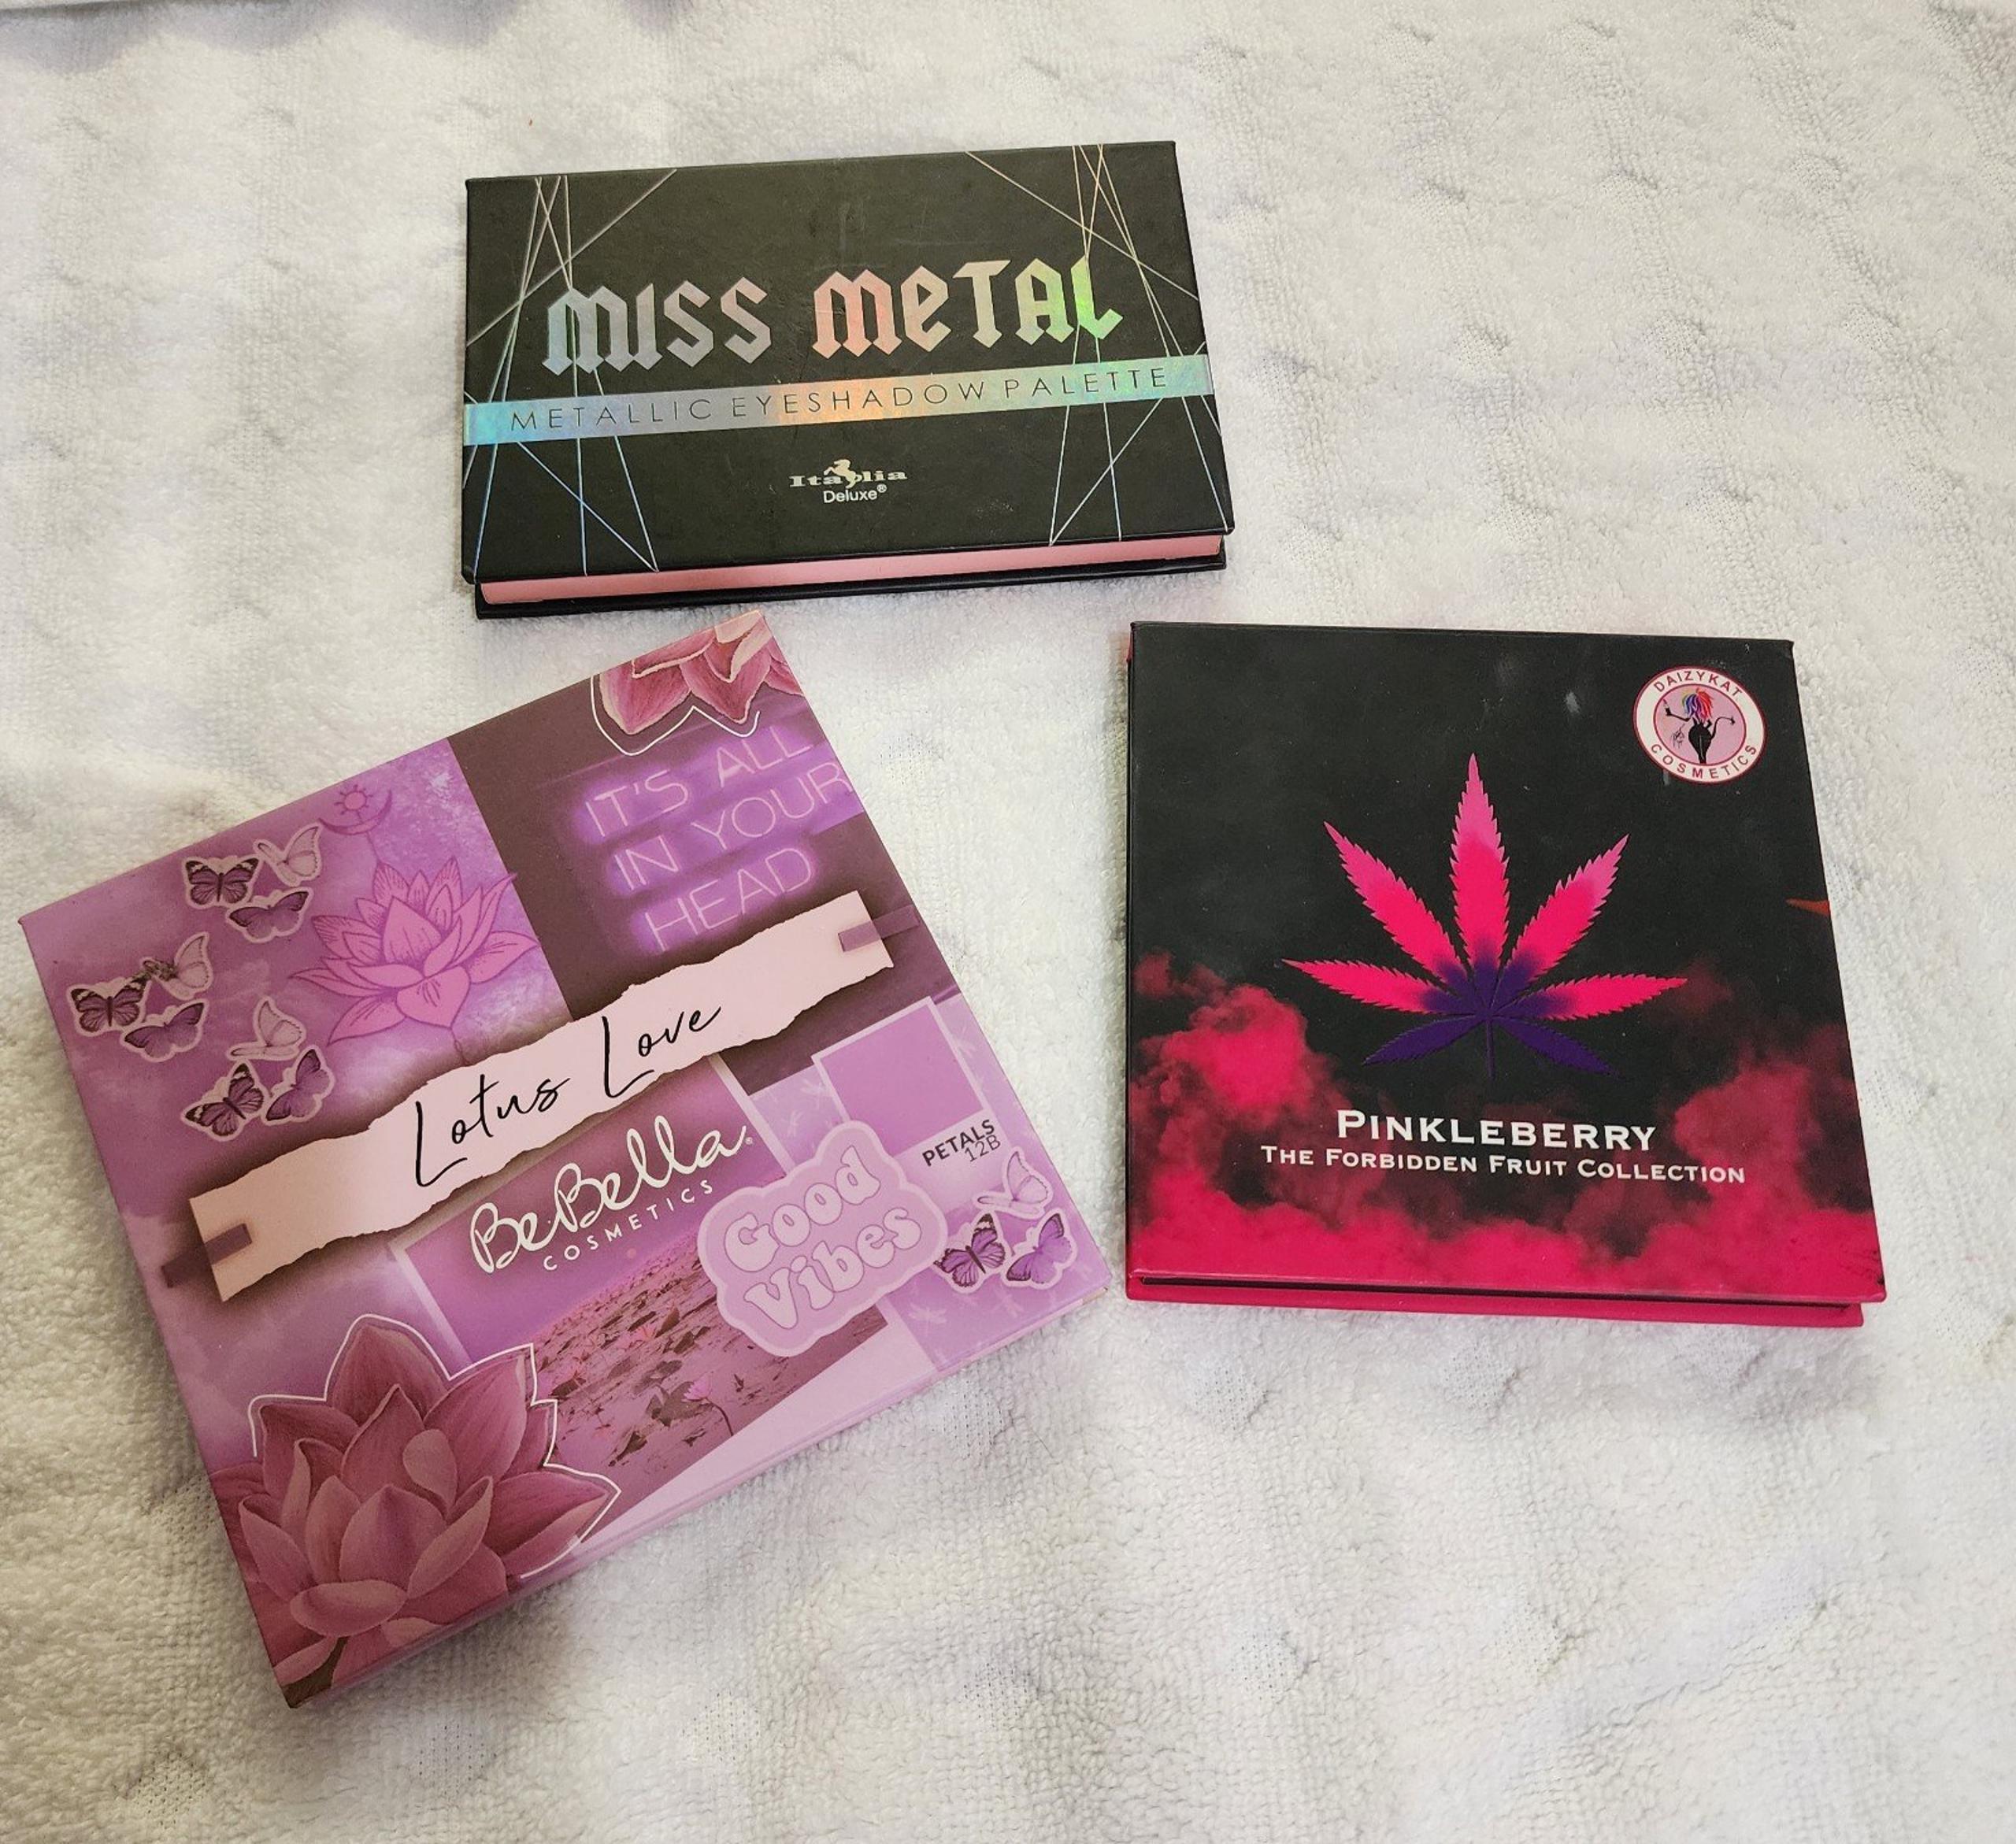 MISS METAL
METALLIC EYESHADOW PALETTE
Italia
Deluxe®
IT'S ALL
IN YOUR
HEAD
Lotus Love
BeBella®
COSMETICS
PETALS
12B
Good
Vibes
DAIZYKAT
COSMETICS
PINKLEBERRY
THE FORBIDDEN FRUIT COLLECTION